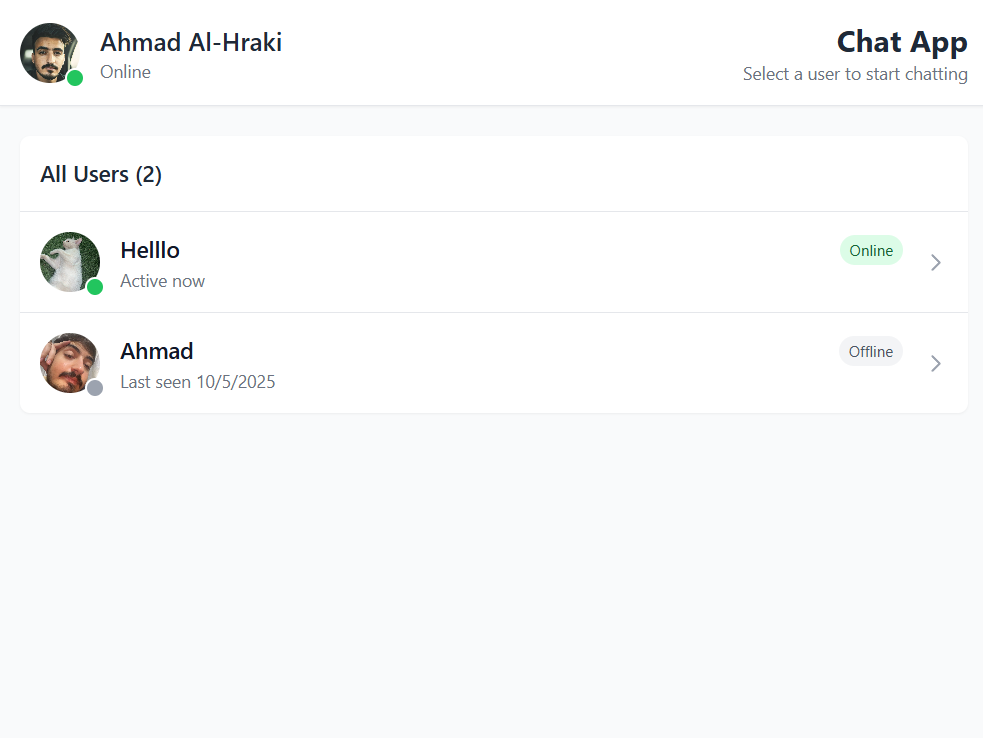 Ahmad Al-Hraki
Online
Chat App
Select a user to start chatting
All Users (2)
Helllo
Active now
Online
Ahmad
Last seen 10/5/2025
Offline